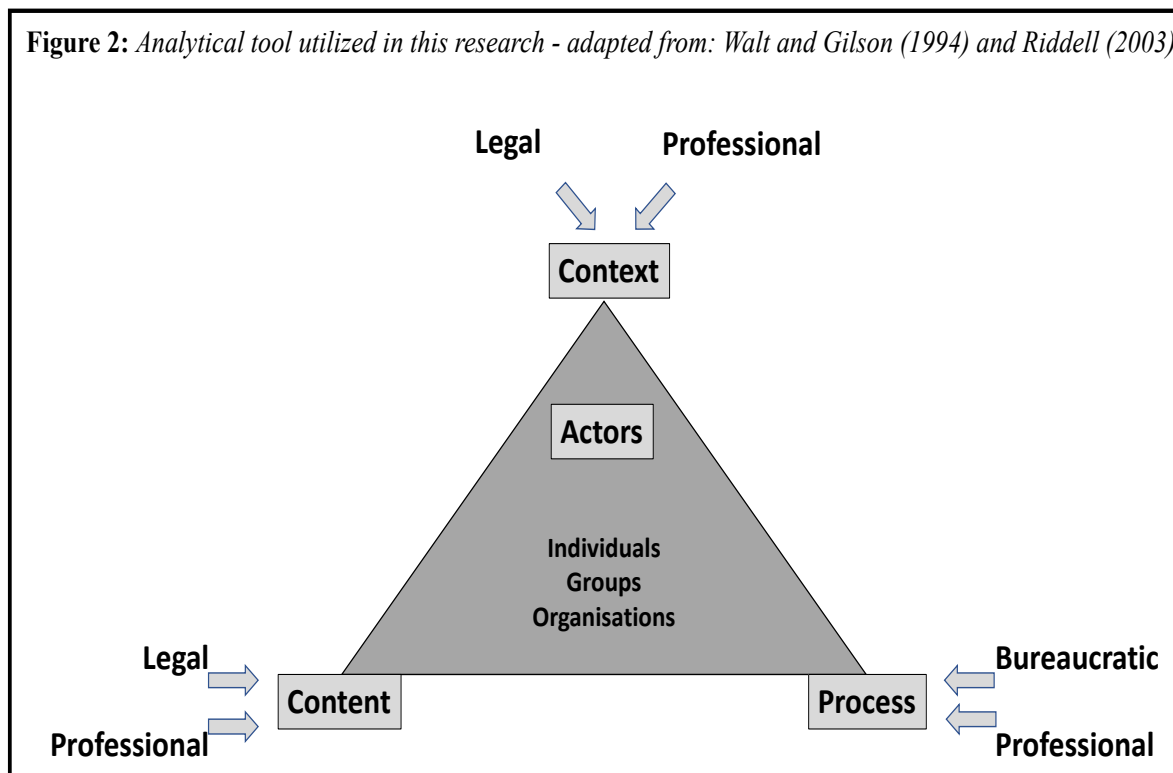 Figure 2: Analytical tool utilized in this research - adapted from: Walt and Gilson (1994) and Riddell (2003)
Legal Professional
Context
Actors
Individuals
Groups
Organisations
Legal
Content
Professional
Bureaucratic
Process
Professional